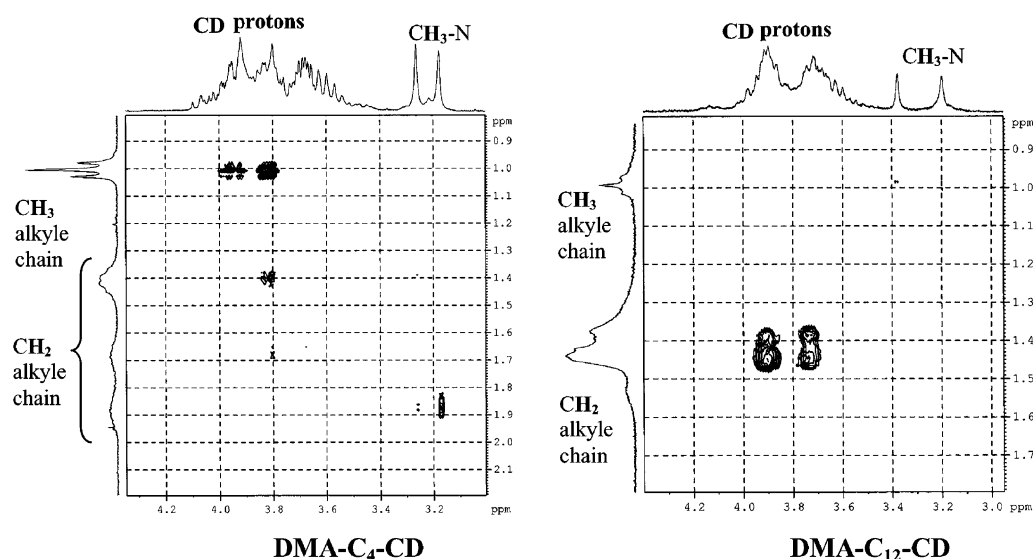 CD protons
CH₃-N
ppm
0.9
1.0
1.1
1.2
1.3
1.4
1.5
1.6
1.7
1.8
1.9
2.0
2.1
CH₃
alkyle
chain
CH₂
alkyle
chain
4.2
4.0
3.8
3.6
3.4
3.2
ppm
DMA-C₄-CD
CD protons
CH₃-N
ppm
0.9
1.0
1.1
1.2
1.3
1.4
1.5
1.6
1.7
CH₃
alkyle
chain
CH₂
alkyle
chain
4.2
4.0
3.8
3.6
3.4
3.2
3.0
ppm
DMA-C₁₂-CD